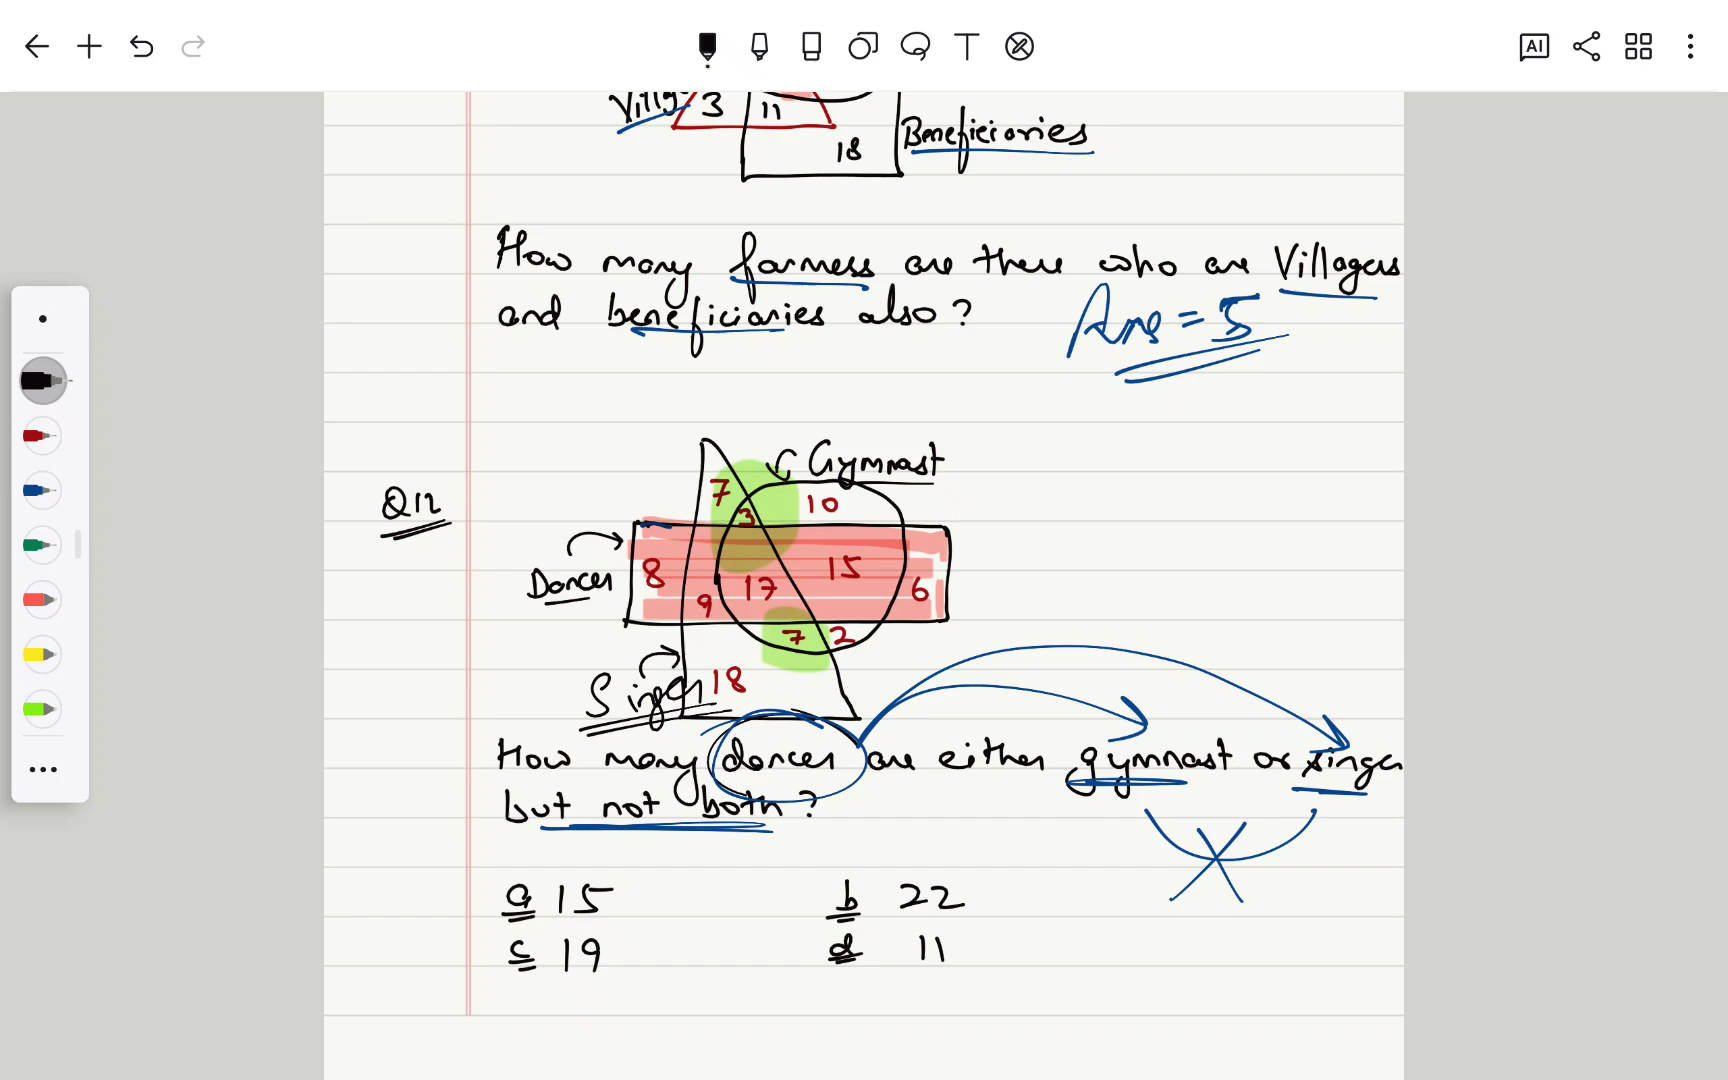 AI
3 11
Beneficiaries
18
How many farmess are there who are Villagers
and beneficiaries also?
Ans = 5
Gymnast
Q12
7 10
3
Dancer 8 15
9 17 6
7 2
Singer 18
How many dancer are either gymnast or singer
but not both?
a 15 b 22
c 19 d 11